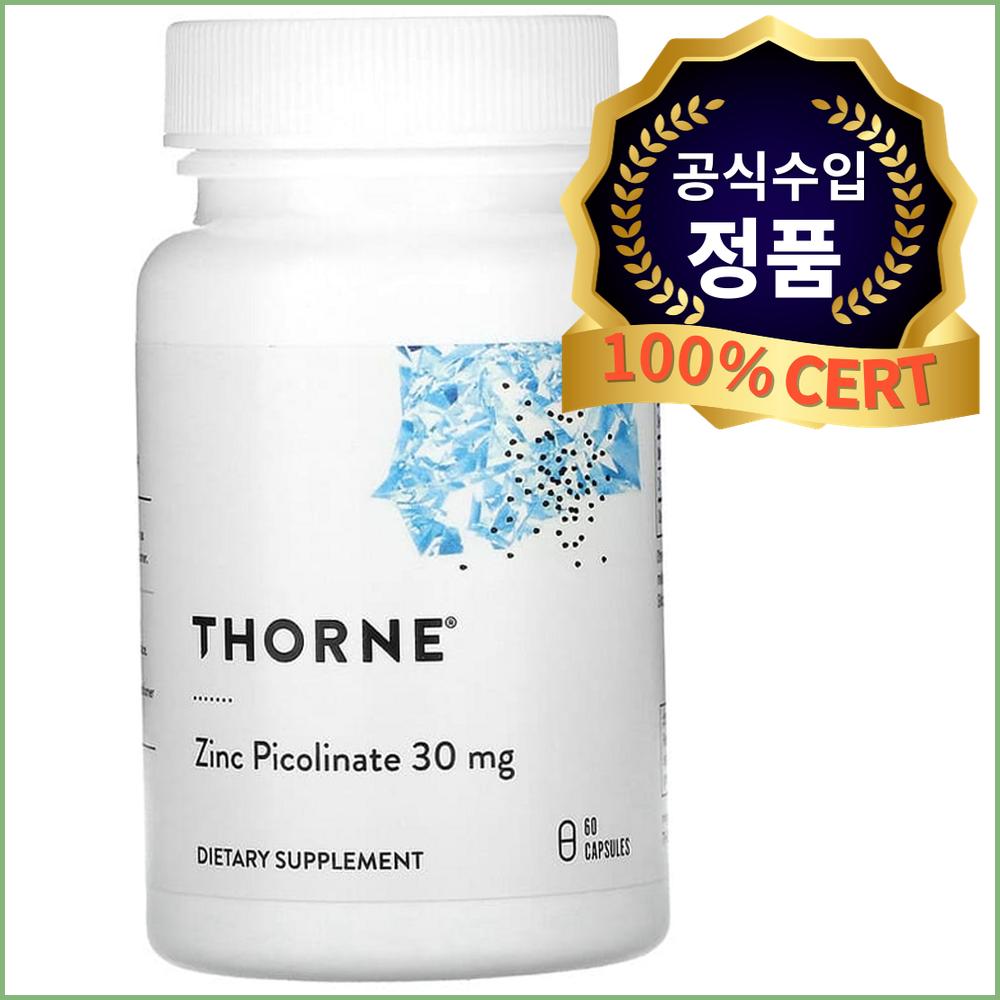 공식수입
정품
100% CERT
THORNE®
Zinc Picolinate 30 mg
DIETARY SUPPLEMENT
60
CAPSULES